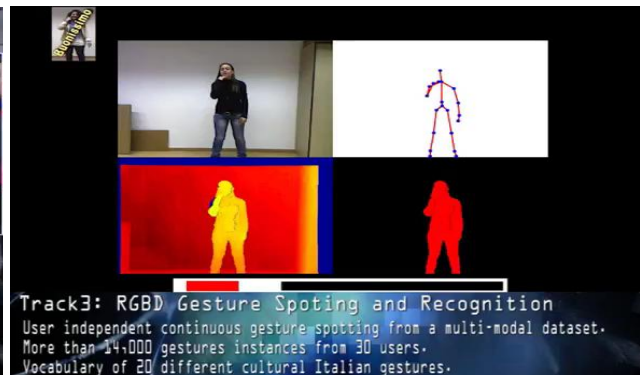 Buonissimo
Track3: RGBD Gesture Spoting and Recognition
User independent continuous gesture spotting from a multi-modal dataset.
More than 14,000 gestures instances from 30 users.
Vocabulary of 20 different cultural Italian gestures.